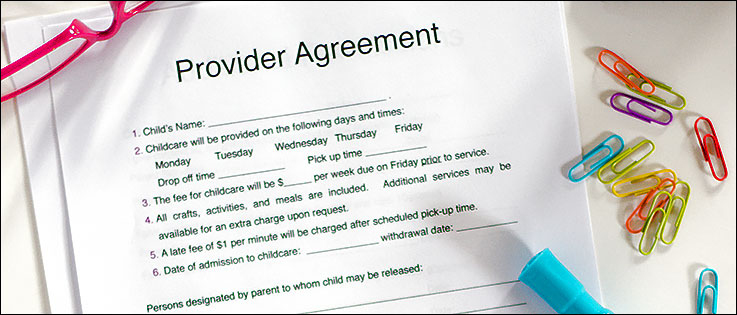 Provider Agreement
1. Child's Name: ____________________________.
2. Childcare will be provided on the following days and times:
Monday Tuesday Wednesday Thursday Friday
Drop off time __________ Pick up time __________
3. The fee for childcare will be $_____ per week due on Friday prior to service.
4. All crafts, activities, and meals are included. Additional services may be
available for an extra charge upon request.
5. A late fee of $1 per minute will be charged after scheduled pick-up time.
6. Date of admission to childcare: ____________ withdrawal date: __________
Persons designated by parent to whom child may be released: